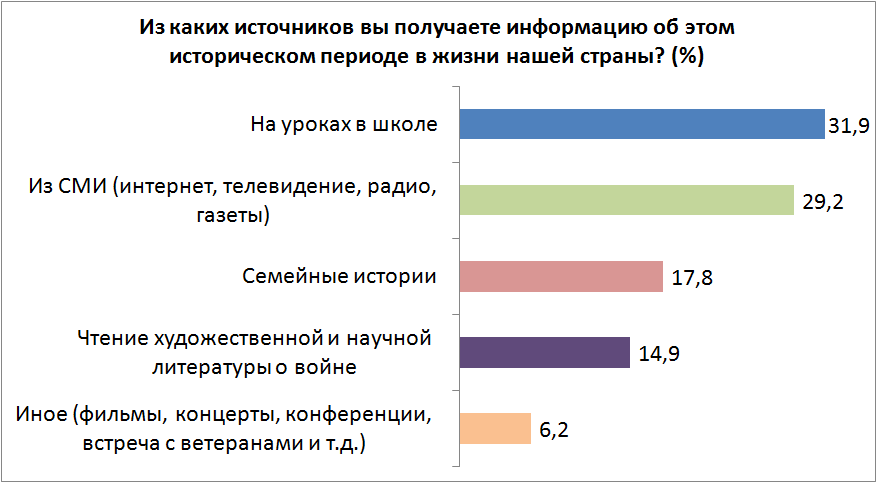 Из каких источников вы получаете информацию об этом
историческом периоде в жизни нашей страны? (%)
На уроках в школе
31,9
Из СМИ (интернет, телевидение, радио,
газеты)
29,2
Семейные истории
17,8
Чтение художественной и научной
литературы о войне
14,9
Иное (фильмы, концерты, конференции,
встреча с ветеранами и т.д.)
6,2